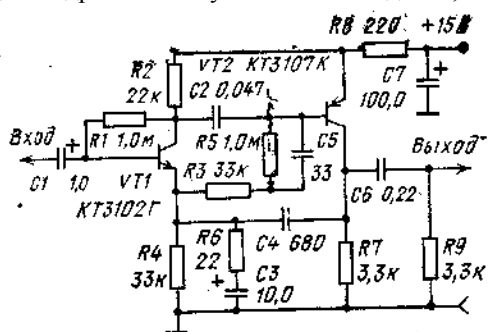 R8 220 +15В
VT2 КТ3107К
R2 22к
C2 0,047
C7 100,0
Вход
R1 1,0м
R5 1,0м
C5 33
Выход
C1 1,0
VT1 КТ3102Г
R3 33к
C6 0,22
R4 33к
R6 22
C4 680
R7 3,3к
R9 3,3к
C3 10,0